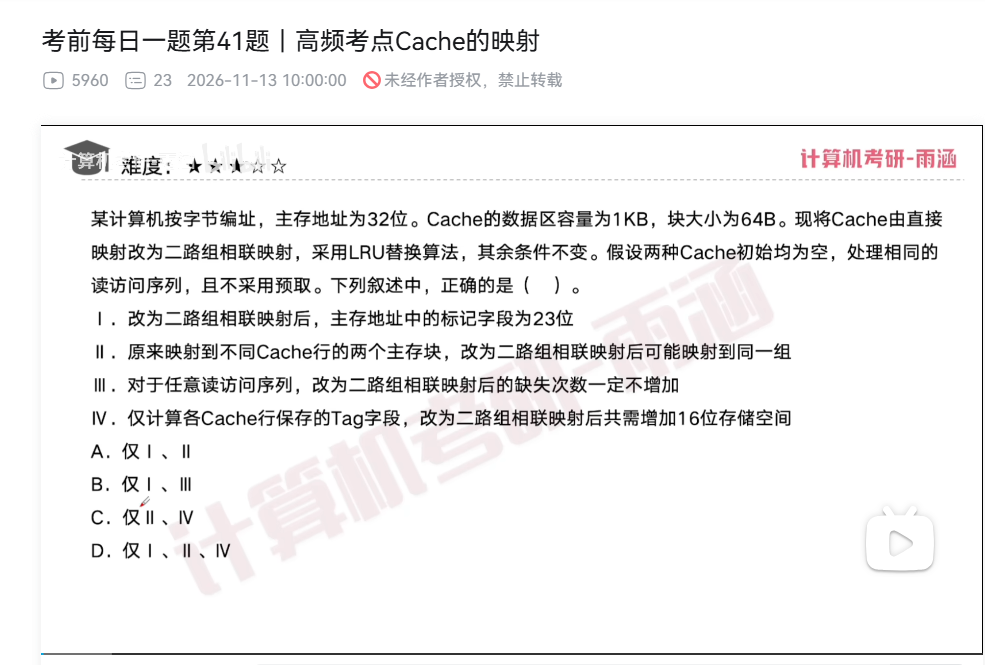 考前每日一题第41题丨高频考点Cache的映射
5960 23 2026-11-13 10:00:00 未经作者授权，禁止转载
计算机
难度：★★★☆☆
计算机考研-雨涵
某计算机按字节编址，主存地址为32位。Cache的数据区容量为1KB，块大小为64B。现将Cache由直接
映射改为二路组相联映射，采用LRU替换算法，其余条件不变。假设两种Cache初始均为空，处理相同的
读访问序列，且不采用预取。下列叙述中，正确的是（ ）。
Ⅰ．改为二路组相联映射后，主存地址中的标记字段为23位
Ⅱ．原来映射到不同Cache行的两个主存块，改为二路组相联映射后可能映射到同一组
Ⅲ．对于任意读访问序列，改为二路组相联映射后的缺失次数一定不增加
Ⅳ．仅计算各Cache行保存的Tag字段，改为二路组相联映射后共需增加16位存储空间
A．仅Ⅰ、Ⅱ
B．仅Ⅰ、Ⅲ
C．仅Ⅱ、Ⅳ
D．仅Ⅰ、Ⅱ、Ⅳ
计算机考研-雨涵